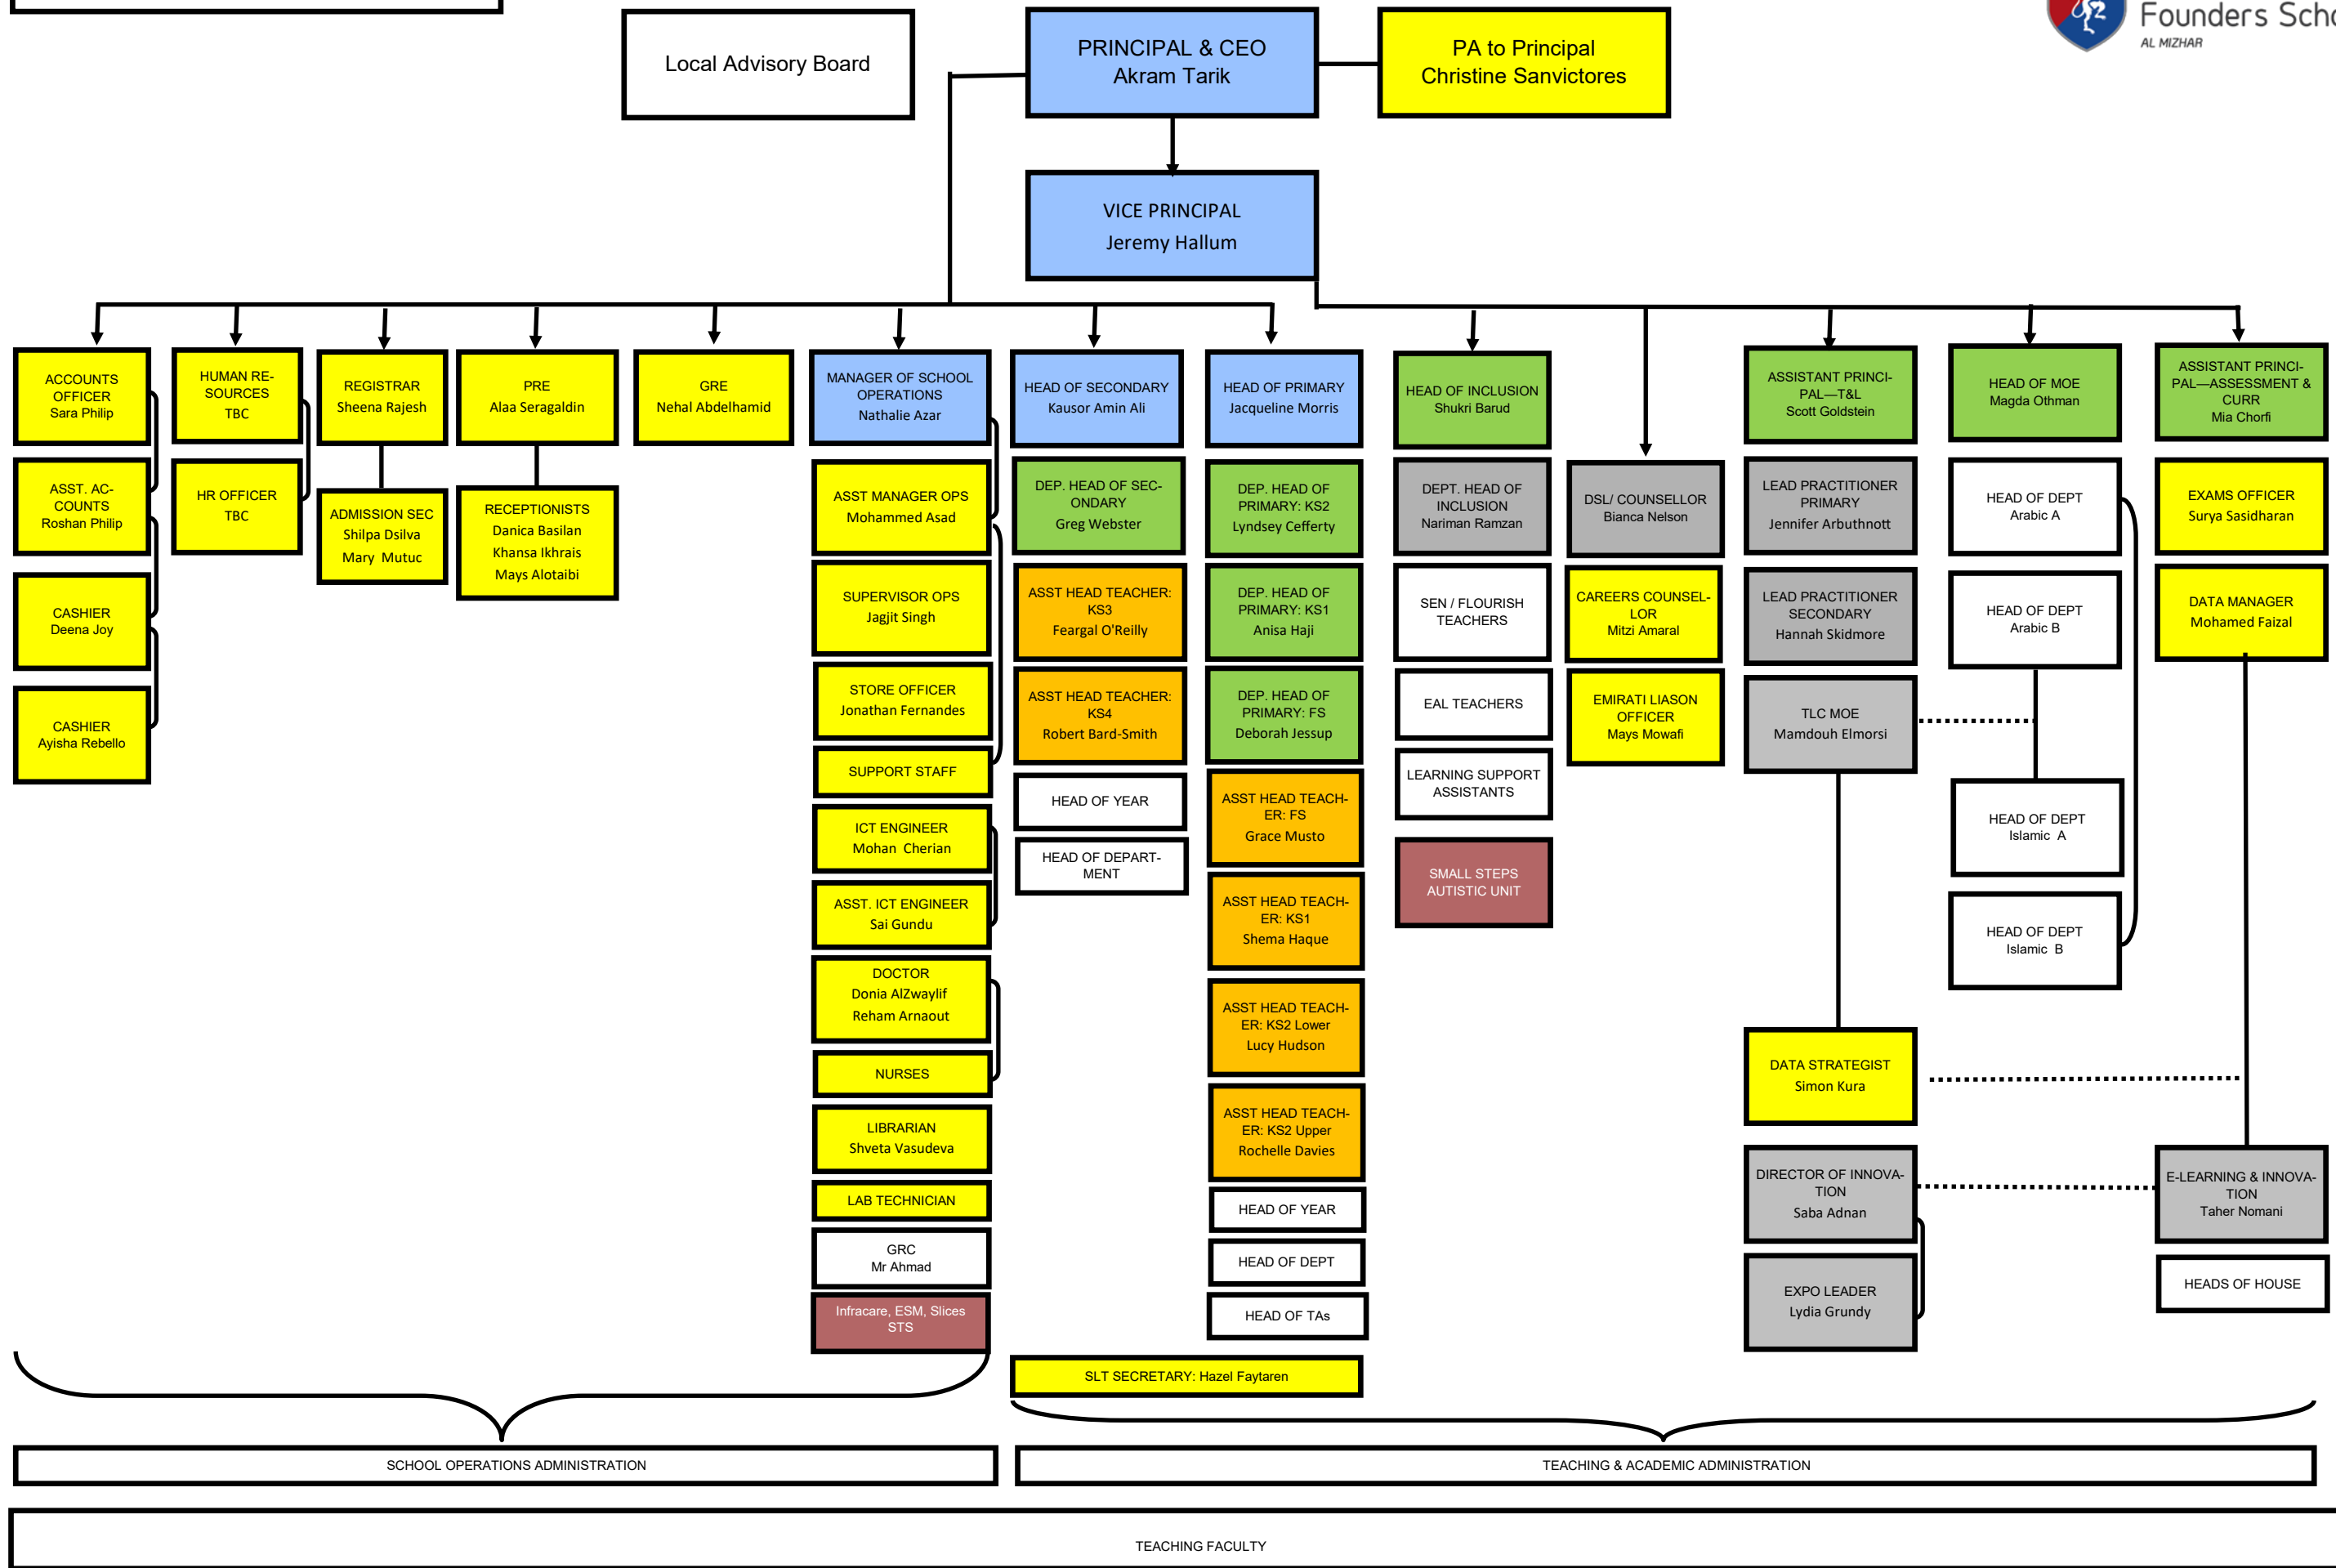 Founders Scho
AL MIZHAR
Local Advisory Board
PRINCIPAL & CEO
Akram Tarik
PA to Principal
Christine Sanvictores
VICE PRINCIPAL
Jeremy Hallum
ACCOUNTS
OFFICER
Sara Philip
ASST. AC-
COUNTS
Roshan Philip
CASHIER
Deena Joy
CASHIER
Ayisha Rebello
HUMAN RE-
SOURCES
TBC
HR OFFICER
TBC
REGISTRAR
Sheena Rajesh
ADMISSION SEC
Shilpa Dsilva
Mary  Mutuc
PRE
Alaa Seragaldin
RECEPTIONISTS
Danica Basilan
Khansa Ikhrais
Mays Alotaibi
GRE
Nehal Abdelhamid
MANAGER OF SCHOOL
OPERATIONS
Nathalie Azar
ASST MANAGER OPS
Mohammed Asad
SUPERVISOR OPS
Jagjit Singh
STORE OFFICER
Jonathan Fernandes
SUPPORT STAFF
ICT ENGINEER
Mohan  Cherian
ASST. ICT ENGINEER
Sai Gundu
DOCTOR
Donia AlZwaylif
Reham Arnaout
NURSES
LIBRARIAN
Shveta Vasudeva
LAB TECHNICIAN
GRC
Mr Ahmad
Infracare, ESM, Slices
STS
HEAD OF SECONDARY
Kausor Amin Ali
DEP. HEAD OF SEC-
ONDARY
Greg Webster
ASST HEAD TEACHER:
KS3
Feargal O'Reilly
ASST HEAD TEACHER:
KS4
Robert Bard-Smith
HEAD OF YEAR
HEAD OF DEPART-
MENT
HEAD OF PRIMARY
Jacqueline Morris
DEP. HEAD OF
PRIMARY: KS2
Lyndsey Cefferty
DEP. HEAD OF
PRIMARY: KS1
Anisa Haji
DEP. HEAD OF
PRIMARY: FS
Deborah Jessup
ASST HEAD TEACH-
ER: FS
Grace Musto
ASST HEAD TEACH-
ER: KS1
Shema Haque
ASST HEAD TEACH-
ER: KS2 Lower
Lucy Hudson
ASST HEAD TEACH-
ER: KS2 Upper
Rochelle Davies
HEAD OF YEAR
HEAD OF DEPT
HEAD OF TAs
SLT SECRETARY: Hazel Faytaren
HEAD OF INCLUSION
Shukri Barud
DEPT. HEAD OF
INCLUSION
Nariman Ramzan
SEN / FLOURISH
TEACHERS
EAL TEACHERS
LEARNING SUPPORT
ASSISTANTS
SMALL STEPS
AUTISTIC UNIT
DSL/ COUNSELLOR
Bianca Nelson
CAREERS COUNSEL-
LOR
Mitzi Amaral
EMIRATI LIASON
OFFICER
Mays Mowafi
ASSISTANT PRINCI-
PAL—T&L
Scott Goldstein
LEAD PRACTITIONER
PRIMARY
Jennifer Arbuthnott
LEAD PRACTITIONER
SECONDARY
Hannah Skidmore
TLC MOE
Mamdouh Elmorsi
DATA STRATEGIST
Simon Kura
DIRECTOR OF INNOVA-
TION
Saba Adnan
EXPO LEADER
Lydia Grundy
HEAD OF MOE
Magda Othman
HEAD OF DEPT
Arabic A
HEAD OF DEPT
Arabic B
HEAD OF DEPT
Islamic  A
HEAD OF DEPT
Islamic  B
ASSISTANT PRINCI-
PAL—ASSESSMENT &
CURR
Mia Chorfi
EXAMS OFFICER
Surya Sasidharan
DATA MANAGER
Mohamed Faizal
E-LEARNING & INNOVA-
TION
Taher Nomani
HEADS OF HOUSE
SCHOOL OPERATIONS ADMINISTRATION
TEACHING & ACADEMIC ADMINISTRATION
TEACHING FACULTY